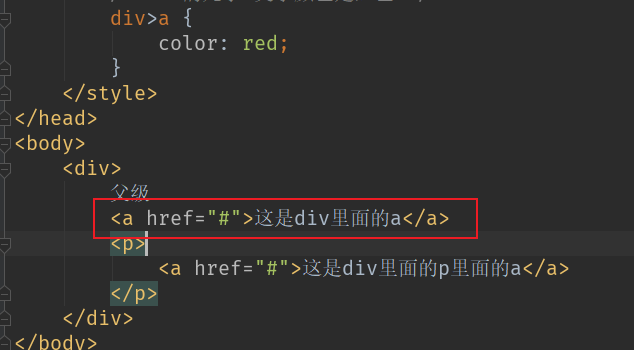 div>a {
color: red;
}
</style>
</head>
<body>
<div>
父级
<a href="#">这是div里面的a</a>
<p>
<a href="#">这是div里面的p里面的a</a>
</p>
</div>
</body>